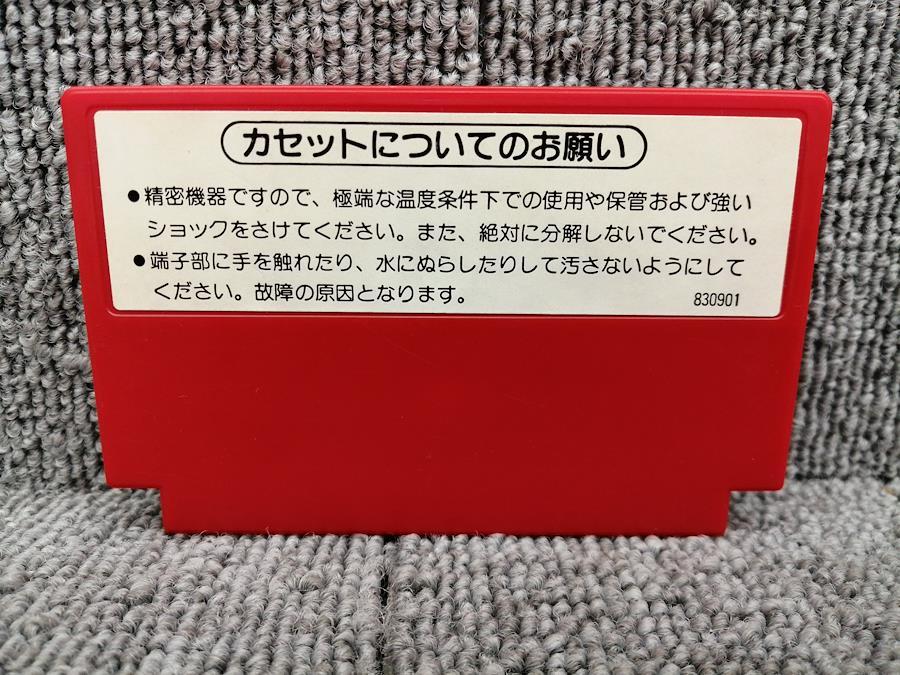 カセットについてのお願い
●精密機器ですので、極端な温度条件下での使用や保管および強い
ショックをさけてください。また、絶対に分解しないでください。
●端子部に手を触れたり、水にぬらしたりして汚さないようにして
ください。故障の原因となります。
830901